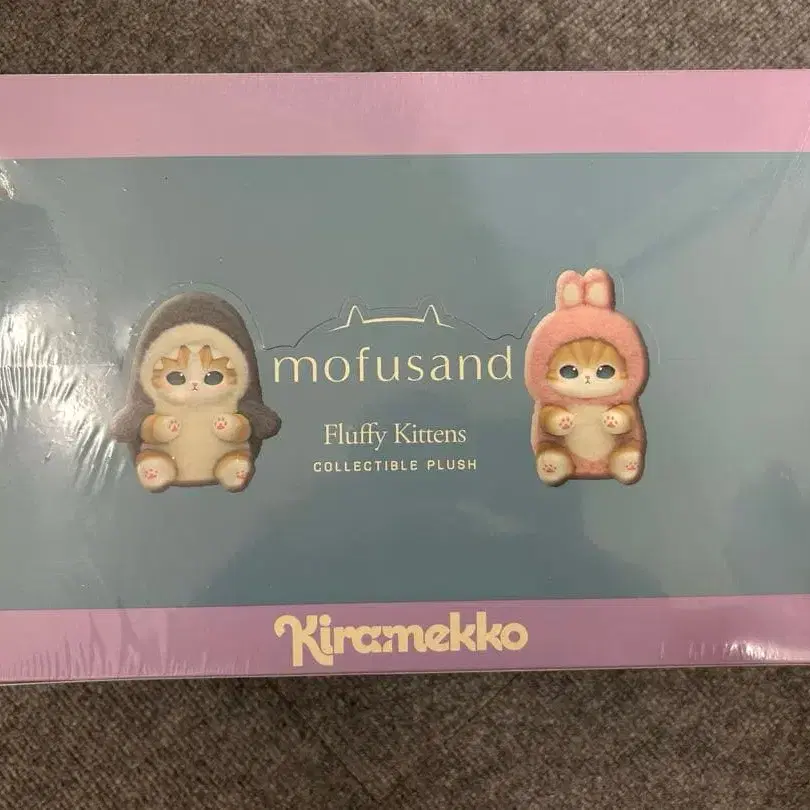 mofusand
Fluffy Kittens
COLLECTIBLE PLUSH
Kiramekko